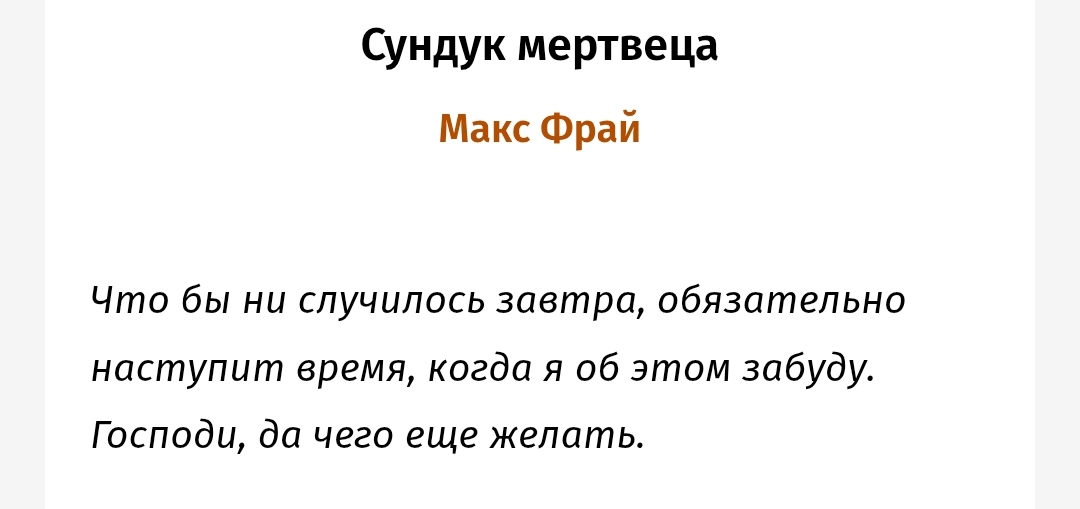 Сундук мертвеца
Макс Фрай
Что бы ни случилось завтра, обязательно
наступит время, когда я об этом забуду.
Господи, да чего еще желать.